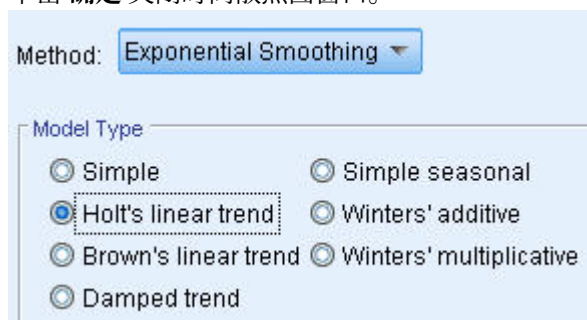 Method: Exponential Smoothing
Model Type
Simple
Simple seasonal
Holt's linear trend
Winters' additive
Brown's linear trend
Winters' multiplicative
Damped trend